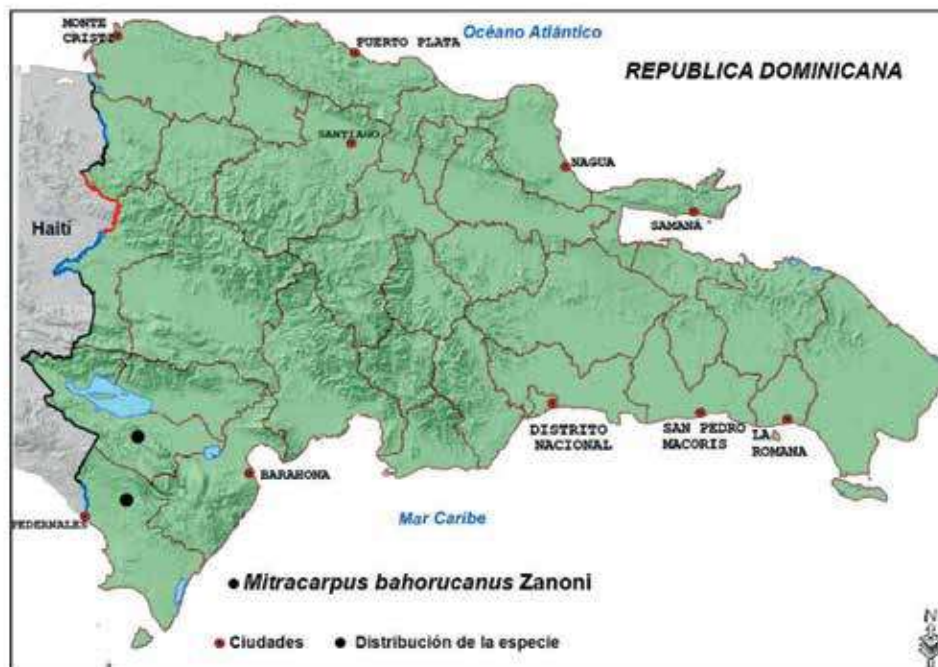 MONTE
CRISTI
PUERTO PLATA
Océano Atlántico
REPUBLICA DOMINICANA
SANTIAGO
NAGUA
SAMANÁ
Haití
DISTRITO
NACIONAL
SAN PEDRO
MACORIS
LA
ROMANA
BARAHONA
PEDERNALES
Mar Caribe
Mitracarpus bahorucanus Zanoni
Ciudades
Distribución de la especie
N